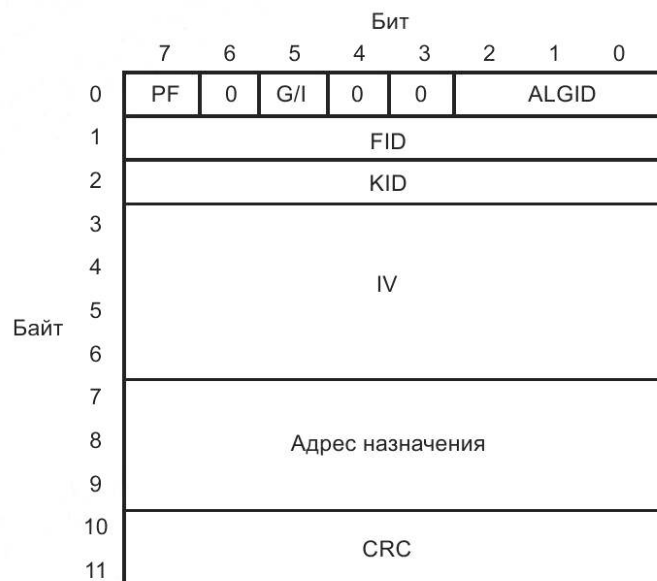 Бит
7 6 5 4 3 2 1 0
0 PF 0 G/I 0 0 ALGID
1 FID
2 KID
3
4 IV
5
Байт
6
7
8 Адрес назначения
9
10
CRC
11